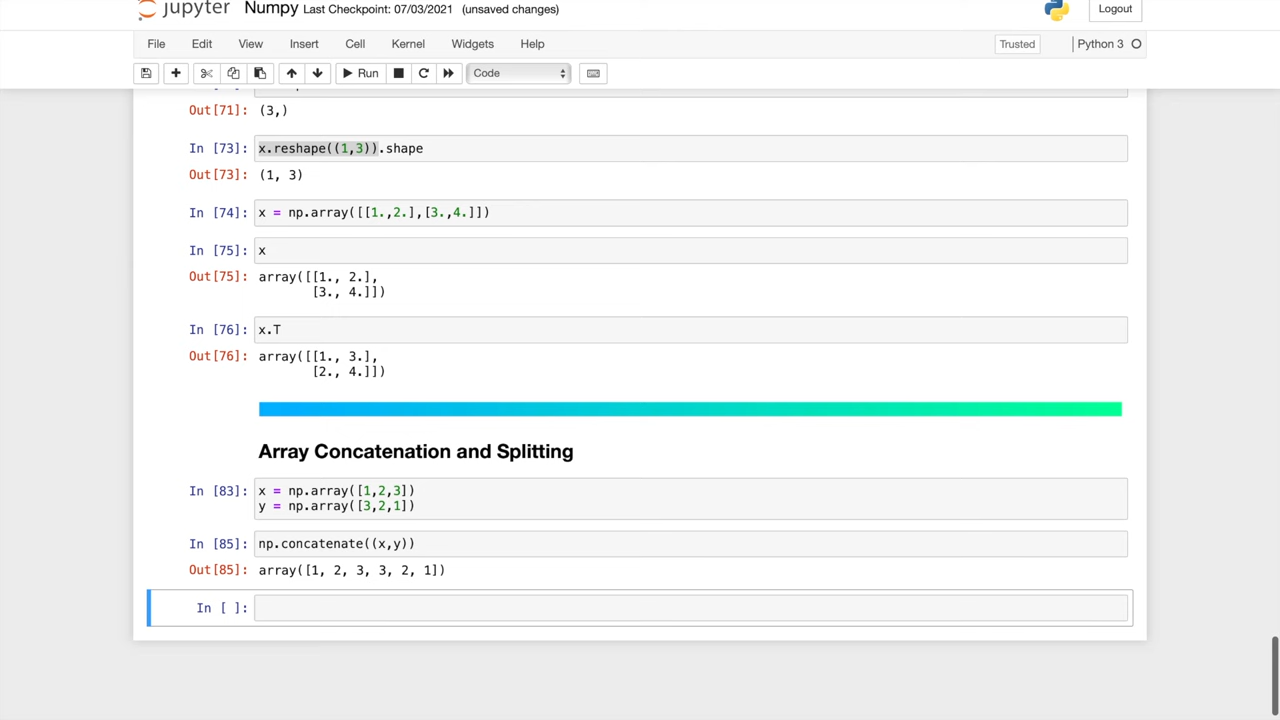 jupyter Numpy Last Checkpoint: 07/03/2021 (unsaved changes) Logout
File Edit View Insert Cell Kernel Widgets Help Trusted Python 3
Run Code
Out[71]: (3,)
In [73]: x.reshape((1,3)).shape
Out[73]: (1, 3)
In [74]: x = np.array([[1.,2.],[3.,4.]])
In [75]: x
Out[75]: array([[1., 2.],
[3., 4.]])
In [76]: x.T
Out[76]: array([[1., 3.],
[2., 4.]])
Array Concatenation and Splitting
In [83]: x = np.array([1,2,3])
y = np.array([3,2,1])
In [85]: np.concatenate((x,y))
Out[85]: array([1, 2, 3, 3, 2, 1])
In [ ]: